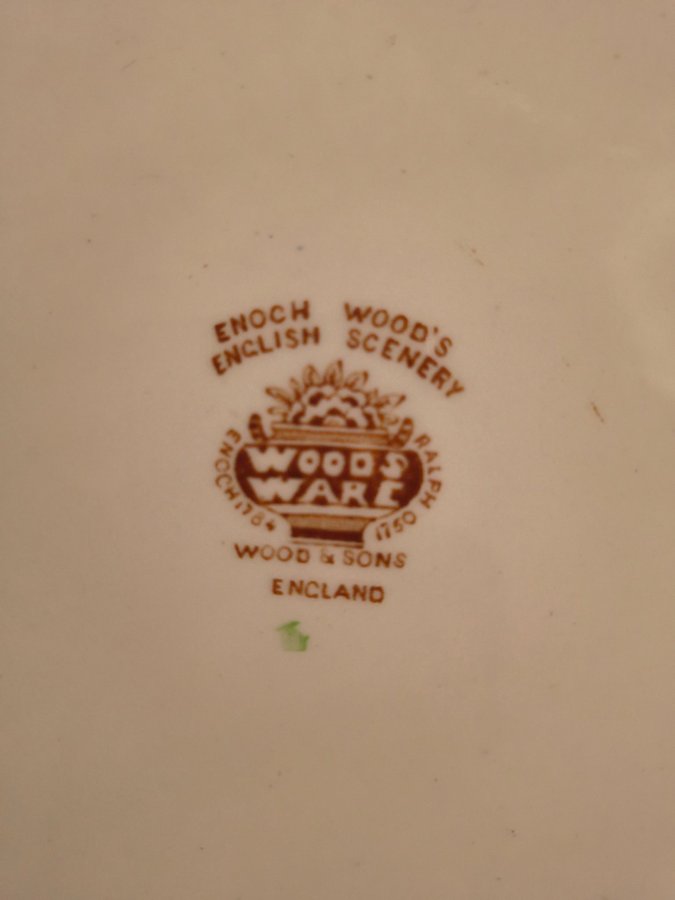 ENOCH WOOD'S
ENGLISH SCENERY
WOODS
WARE
ENOCH 1784
RALPH 1750
WOOD & SONS
ENGLAND